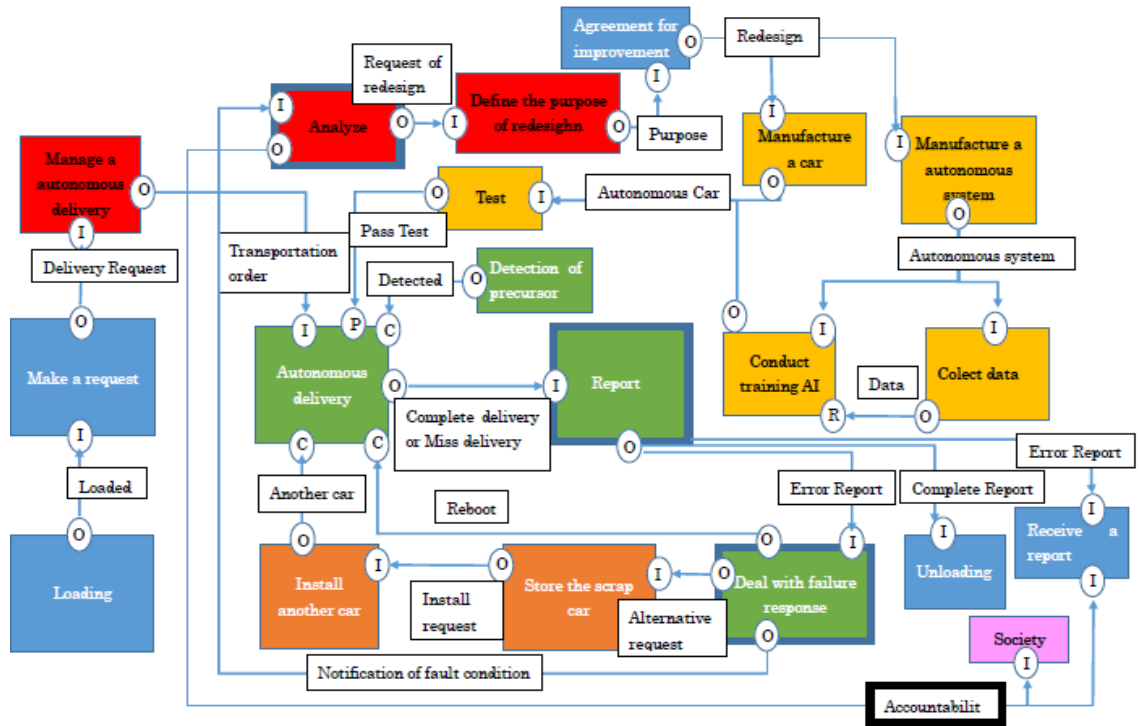 Agreement for
improvement
O
Redesign
O
I
Request of
redesign
I
Analyze
O
O
I
Define the purpose
of redesighn
O
Purpose
I
Manufacture
a car
O
I
Manufacture a
autonomous
system
O
Manage a
autonomous
delivery
O
I
O
Test
I
Autonomous Car
Pass Test
Transportation
order
Delivery Request
Autonomous system
Detected
O
Detection of
precursor
O
Make a request
I
I
P
C
Autonomous
delivery
O
C
C
I
Report
O
Complete delivery
or Miss delivery
O
I
Conduct
training AI
R
Data
I
Colect data
O
Error Report
Loaded
Another car
Reboot
Error Report
Complete Report
O
Loading
O
Install
another car
I
Install
request
O
Store the scrap
car
I
Alternative
request
O
I
O
Deal with failure
response
O
I
Unloading
I
Receive a
report
I
Society
I
Notification of fault condition
Accountabilit